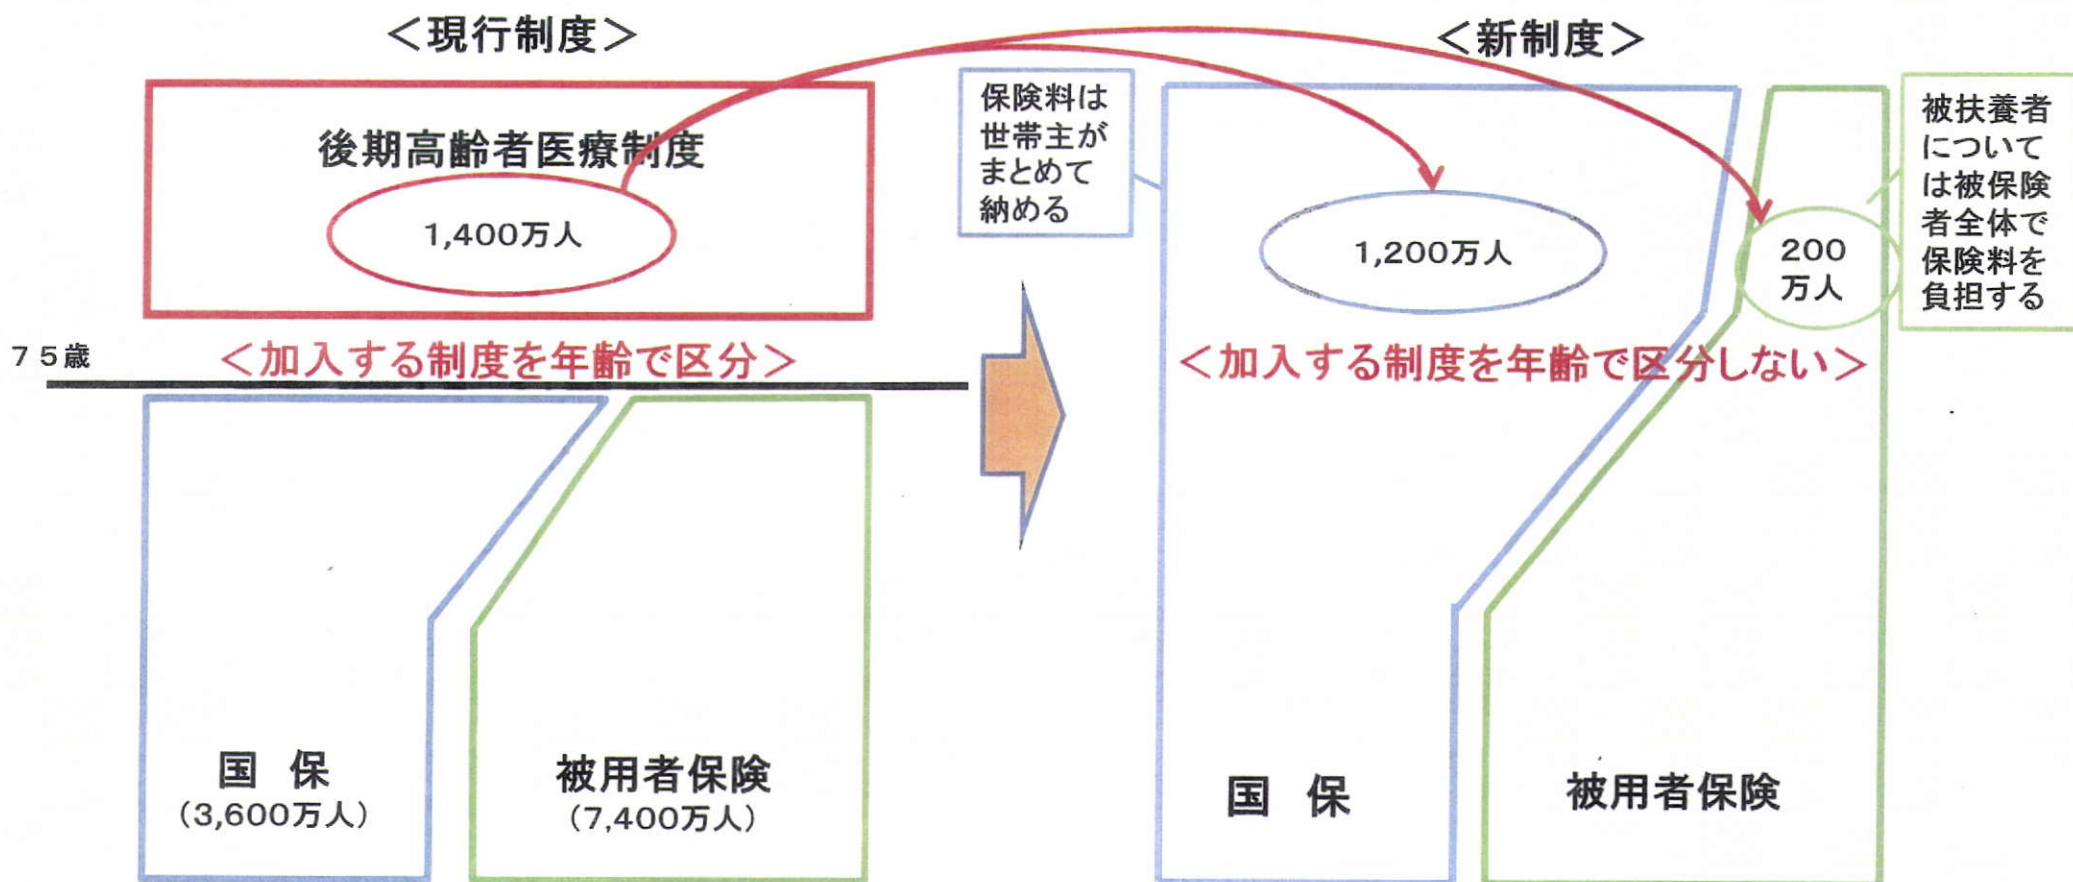 ＜現行制度＞
後期高齢者医療制度
1,400万人
７５歳
＜加入する制度を年齢で区分＞
国 保
（3,600万人）
被用者保険
（7,400万人）
＜新制度＞
保険料は
世帯主が
まとめて
納める
1,200万人
200
万人
被扶養者
について
は被保険
者全体で
保険料を
負担する
＜加入する制度を年齢で区分しない＞
国 保
被用者保険